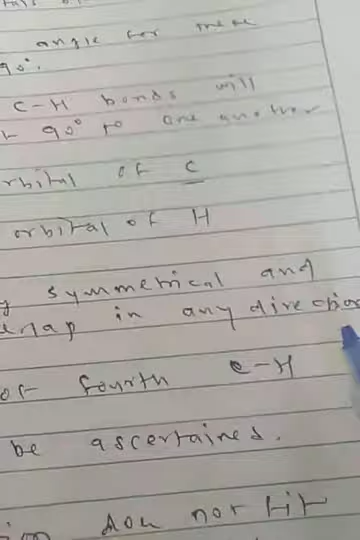 angle for these
90°.
C-H bonds will
90° to one another
orbital of C
orbital of H
symmetrical and
overlap in any direction
of fourth C-H
be ascertained.
does not fit